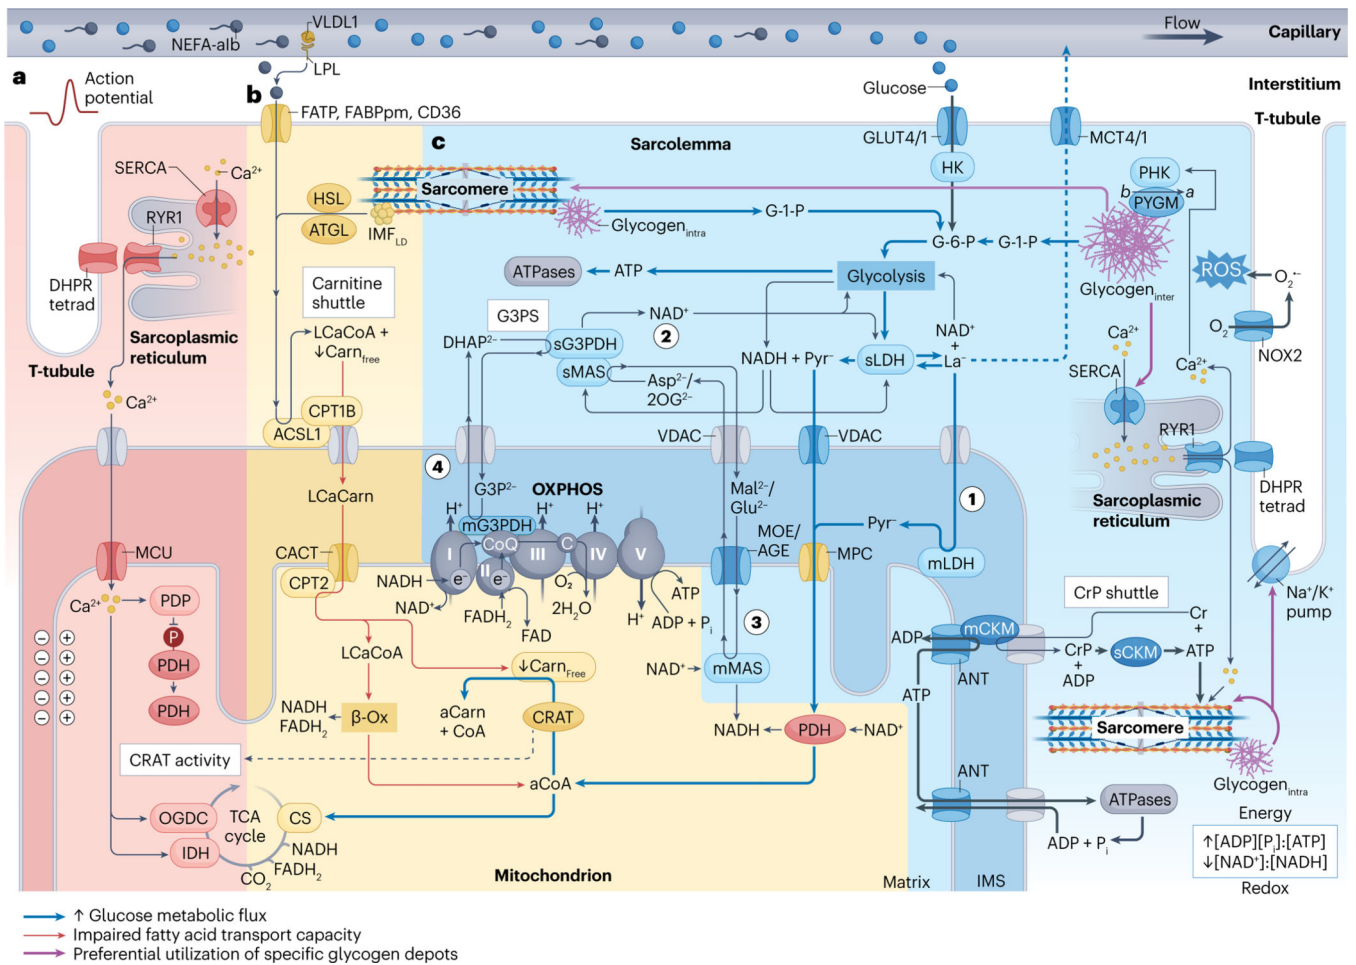 VLDL1
NEFA-alb
Flow
Capillary
LPL
a
Action
potential
b
FATP, FABPpm, CD36
Glucose
Interstitium
T-tubule
GLUT4/1
MCT4/1
c
Sarcolemma
SERCA
Ca²⁺
RYR1
HSL
ATGL
IMF_LD
Sarcomere
Glycogen_intra
G-1-P
HK
G-6-P
G-1-P
PHK
b
a
PYGM
Glycogen_inter
ROS
O₂•⁻
O₂
NOX2
DHPR
tetrad
Sarcoplasmic
reticulum
T-tubule
Ca²⁺
Carnitine
shuttle
LCaCoA +
↓Carn_free
CPT1B
ACSL1
ATPases
ATP
Glycolysis
G3PS
NAD⁺
2
DHAP²⁻
sG3PDH
sMAS
Asp²⁻/
2OG²⁻
NADH + Pyr⁻
sLDH
NAD⁺
+
La⁻
Ca²⁺
SERCA
Ca²⁺
RYR1
DHPR
tetrad
Sarcoplasmic
reticulum
VDAC
VDAC
4
G3P²⁻
OXPHOS
H⁺
H⁺
H⁺
mG3PDH
I
CoQ
III
C
IV
V
II
e⁻
e⁻
NADH
NAD⁺
FADH₂
FAD
O₂
2H₂O
H⁺
ATP
ADP + Pᵢ
Mal²⁻/
Glu²⁻
MOE/
AGE
Pyr⁻
MPC
1
mLDH
3
NAD⁺
mMAS
NADH
PDH
NAD⁺
LCaCarn
MCU
CACT
CPT2
Ca²⁺
PDP
P
PDH
PDH
− +
− +
− +
− +
− +
LCaCoA
↓Carn_Free
NADH
FADH₂
β-Ox
aCarn
+ CoA
CRAT
CRAT activity
aCoA
OGDC
TCA
cycle
CS
IDH
NADH
FADH₂
CO₂
Mitochondrion
Matrix
IMS
CrP shuttle
Na⁺/K⁺
pump
mCKM
ADP
ANT
ATP
Cr
+
CrP
+
ADP
sCKM
ATP
Sarcomere
Glycogen_intra
ANT
ATPases
ADP + Pᵢ
Energy
↑[ADP][Pᵢ]:[ATP]
↓[NAD⁺]:[NADH]
Redox
↑ Glucose metabolic flux
Impaired fatty acid transport capacity
Preferential utilization of specific glycogen depots